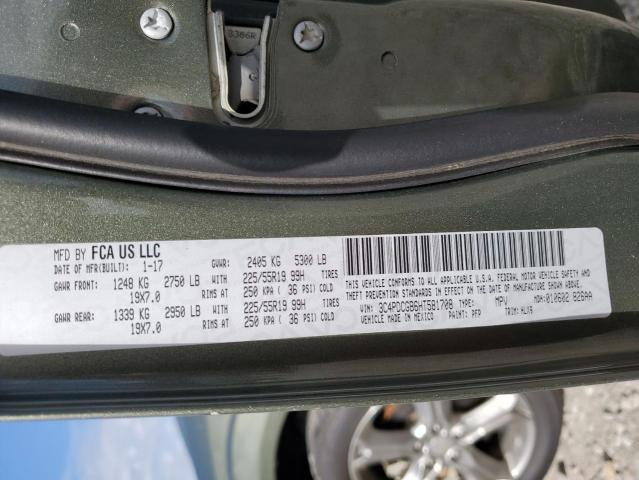 3386R
MFD BY FCA US LLC
DATE OF MFR(BUILT): 1-17 GVWR: 2405 KG 5300 LB
GAWR FRONT: 1248 KG 2750 LB WITH 225/55R19 99H TIRES
19X7.0 RIMS AT 250 KPA ( 36 PSI) COLD
GAWR REAR: 1339 KG 2950 LB WITH 225/55R19 99H TIRES
19X7.0 RIMS AT 250 KPA ( 36 PSI) COLD
THIS VEHICLE CONFORMS TO ALL APPLICABLE U.S.A. FEDERAL MOTOR VEHICLE SAFETY AND
THEFT PREVENTION STANDARDS IN EFFECT ON THE DATE OF MANUFACTURE SHOWN ABOVE.
VIN: 3C4PDCGB6HT581708 TYPE: MPV MDH:010602 826AA
VEHICLE MADE IN MEXICO PAINT: PFP TRIM:HLX9